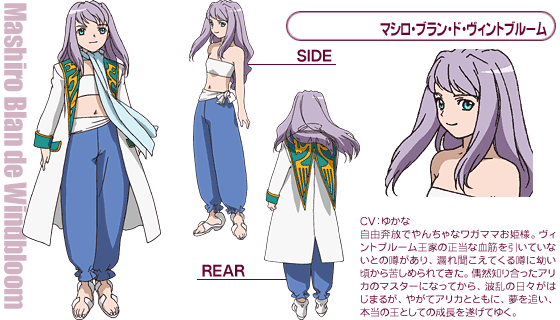 Mashiro Blan de Windbloom
マシロ・ブラン・ド・ヴィントブルーム
SIDE
REAR
CV：ゆかな
自由奔放でやんちゃなワガママお姫様。ヴィ
ントブルーム王家の正当な血筋を引いていない
との噂があり、漏れ聞こえてくる噂に幼い
頃から苦しめられてきた。偶然知り合ったアリ
カのマスターになってから、波乱の日々がは
じまるが、やがてアリカとともに、夢を追い、
本当の王としての成長を遂げてゆく。